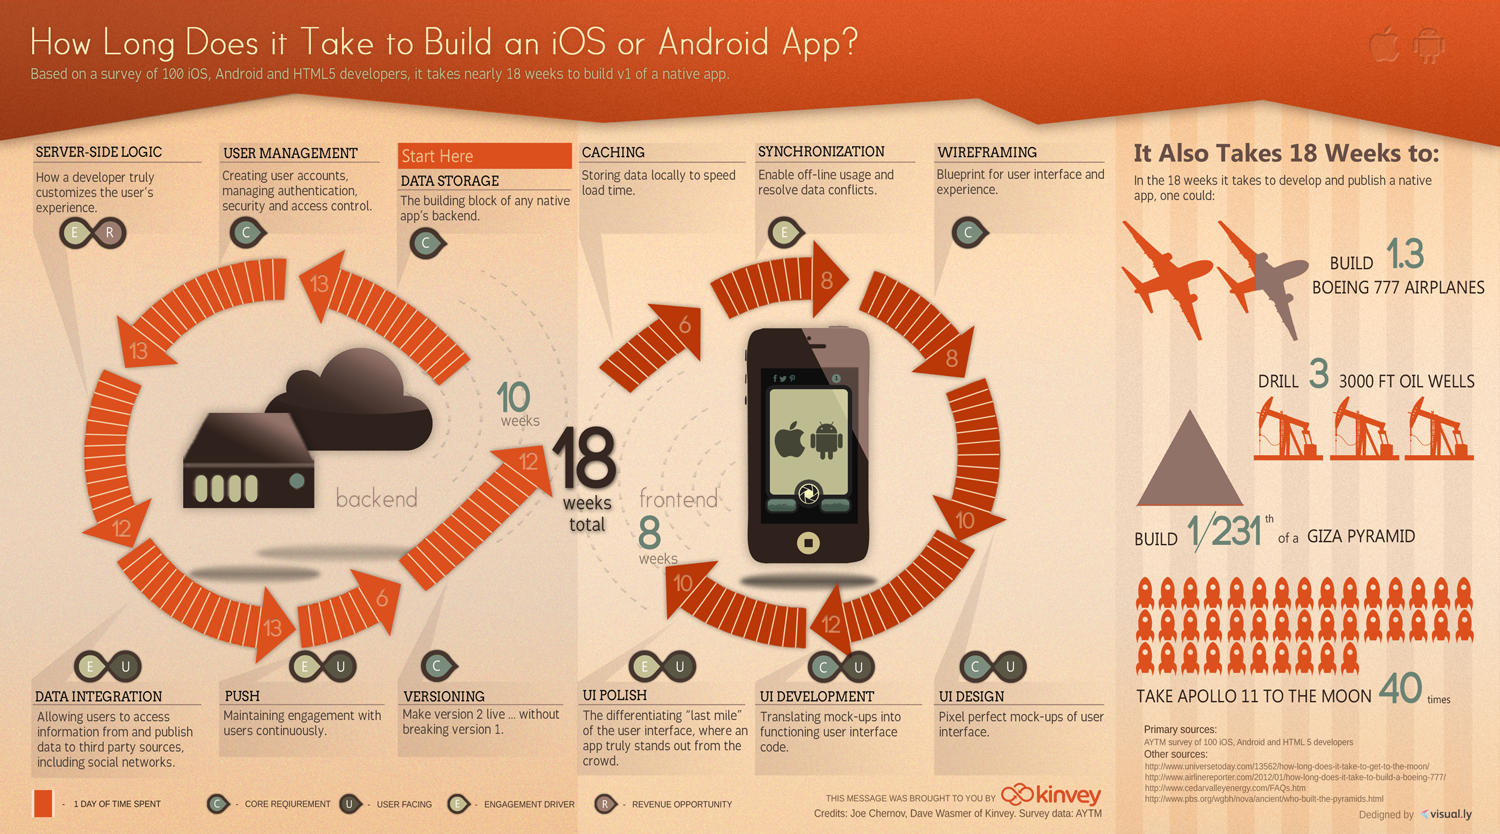 How Long Does it Take to Build an iOS or Android App?
Based on a survey of 100 iOS, Android and HTML5 developers, it takes nearly 18 weeks to build v1 of a native app.
SERVER-SIDE LOGIC
How a developer truly
customizes the user's
experience.
E R
USER MANAGEMENT
Creating user accounts,
managing authentication,
security and access control.
C
Start Here
DATA STORAGE
The building block of any native
app's backend.
C
CACHING
Storing data locally to speed
load time.
SYNCHRONIZATION
Enable off-line usage and
resolve data conflicts.
E
WIREFRAMING
Blueprint for user interface and
experience.
C
13
13
12
13
6
12
backend
10
weeks
18
weeks
total
6
8
8
10
12
10
frontend
8
weeks
E U
DATA INTEGRATION
Allowing users to access
information from and publish
data to third party sources,
including social networks.
E U
PUSH
Maintaining engagement with
users continuously.
C
VERSIONING
Make version 2 live ... without
breaking version 1.
E U
UI POLISH
The differentiating "last mile"
of the user interface, where an
app truly stands out from the
crowd.
C U
UI DEVELOPMENT
Translating mock-ups into
functioning user interface
code.
C U
UI DESIGN
Pixel perfect mock-ups of user
interface.
- 1 DAY OF TIME SPENT
C - CORE REQIUREMENT
U - USER FACING
E - ENGAGEMENT DRIVER
R - REVENUE OPPORTUNITY
THIS MESSAGE WAS BROUGHT TO YOU BY kinvey
Credits: Joe Chernov, Dave Wasmer of Kinvey. Survey data: AYTM
It Also Takes 18 Weeks to:
In the 18 weeks it takes to develop and publish a native
app, one could:
BUILD 1.3
BOEING 777 AIRPLANES
DRILL 3 3000 FT OIL WELLS
BUILD 1/231th of a GIZA PYRAMID
TAKE APOLLO 11 TO THE MOON 40 times
Primary sources:
AYTM survey of 100 iOS, Android and HTML 5 developers
Other sources:
http://www.universetoday.com/13562/how-long-does-it-take-to-get-to-the-moon/
http://www.airlinereporter.com/2012/01/how-long-does-it-take-to-build-a-boeing-777/
http://www.cedarvalleyenergy.com/FAQs.htm
http://www.pbs.org/wgbh/nova/ancient/who-built-the-pyramids.html
Dedigned by visual.ly